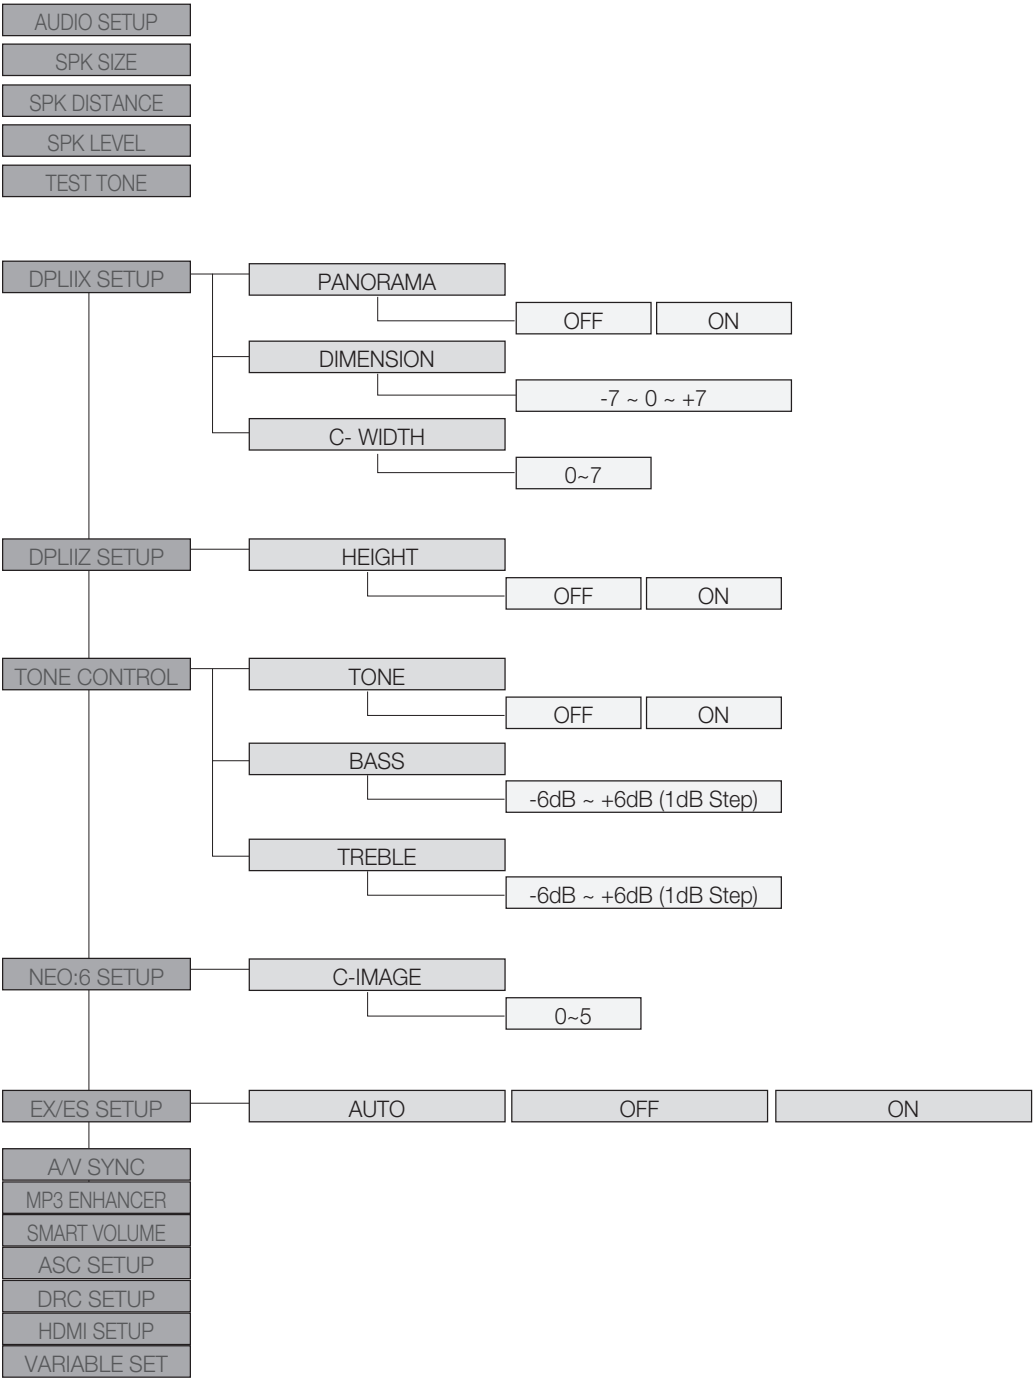 AUDIO SETUP
SPK SIZE
SPK DISTANCE
SPK LEVEL
TEST TONE
DPLIIX SETUP
PANORAMA
OFF
ON
DIMENSION
-7 ~ 0 ~ +7
C- WIDTH
0~7
DPLIIZ SETUP
HEIGHT
OFF
ON
TONE CONTROL
TONE
OFF
ON
BASS
-6dB ~ +6dB (1dB Step)
TREBLE
-6dB ~ +6dB (1dB Step)
NEO:6 SETUP
C-IMAGE
0~5
EX/ES SETUP
AUTO
OFF
ON
A/V SYNC
MP3 ENHANCER
SMART VOLUME
ASC SETUP
DRC SETUP
HDMI SETUP
VARIABLE SET